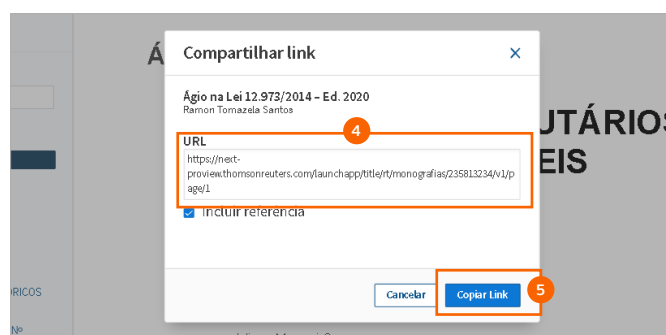 Á
Compartilhar link
Ágio na Lei 12.973/2014 – Ed. 2020
Ramon Tomazela Santos
4
URL
https://next-
proview.thomsonreuters.com/launchapp/title/rt/monografias/235813234/v1/p
age/1
Incluir referência
UTÁRIOS
EIS
Cancelar
Copiar Link
5
RICOS
Nº